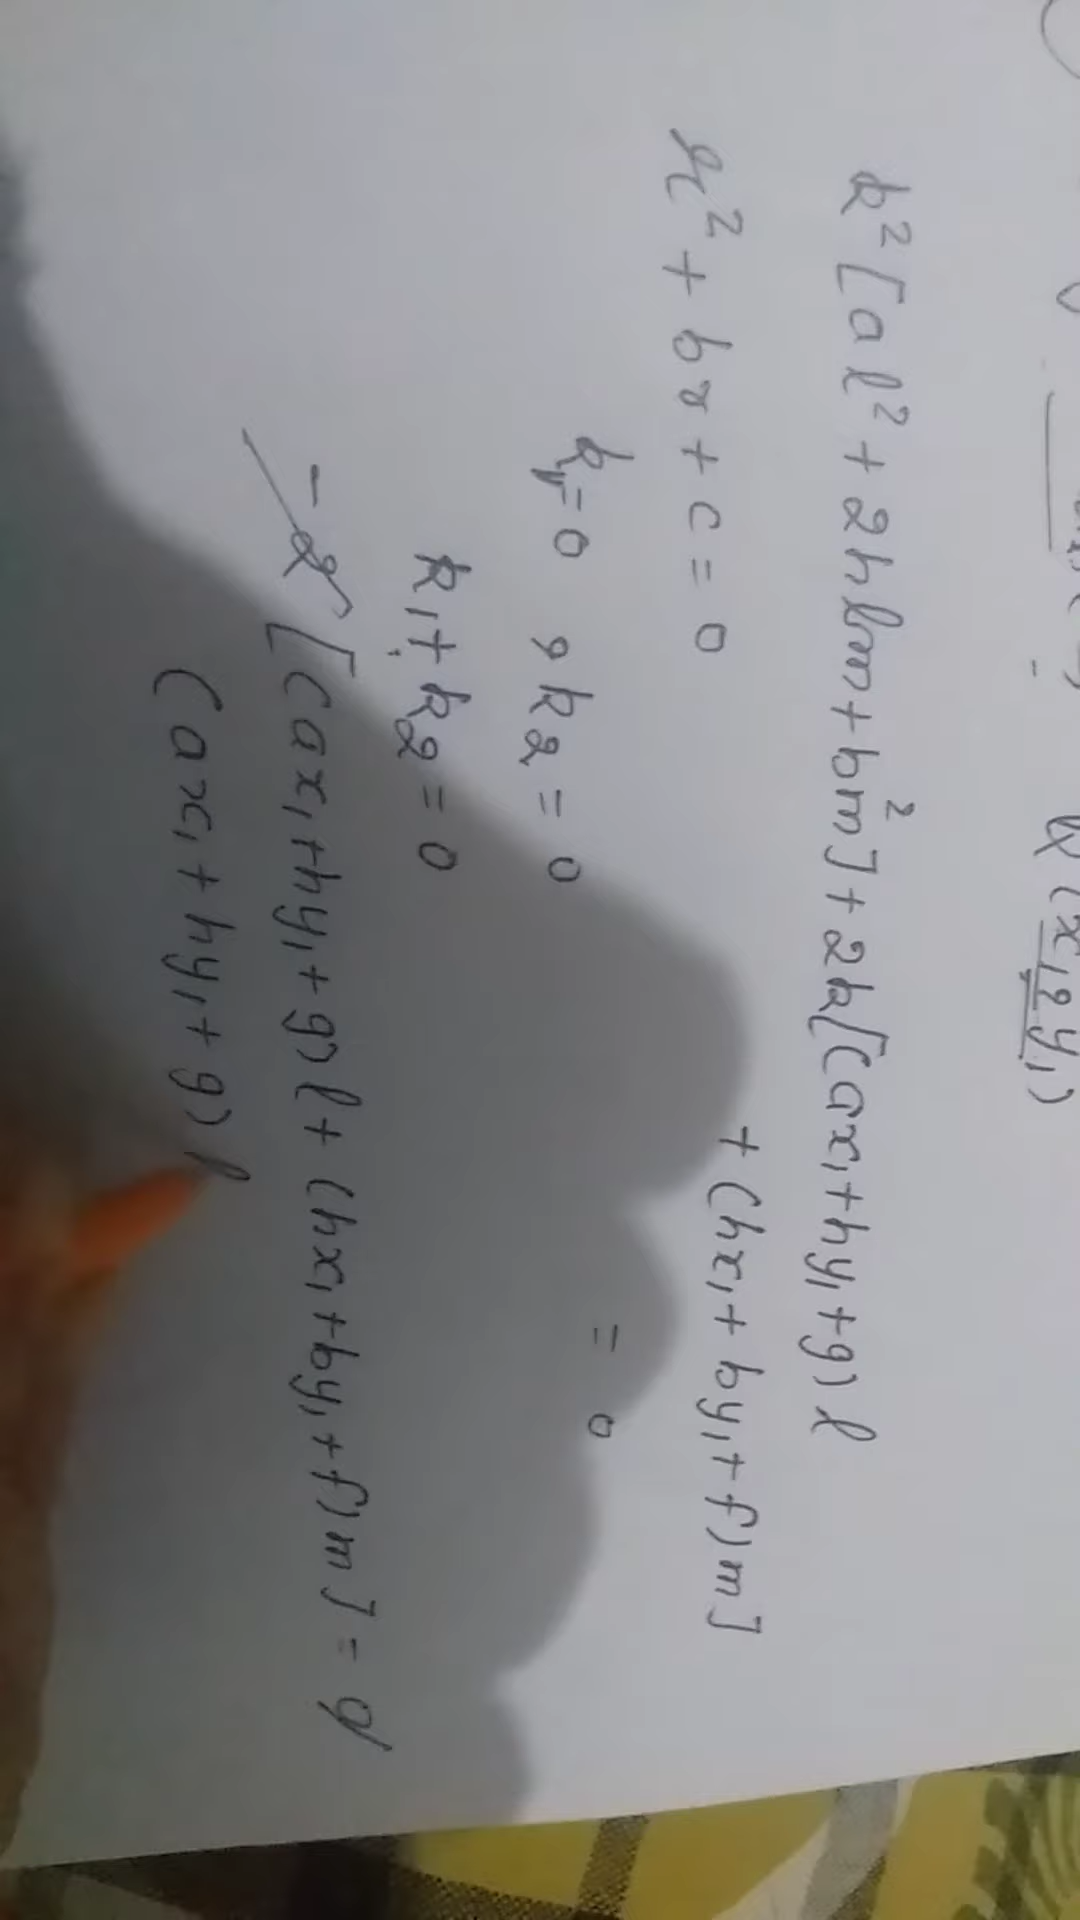 (x₁, y₁)
k²[al²+2hlm+bm²]+2k[(ax₁+hy₁+g)l
+(hx₁+by₁+f)m]
x²+bx+c=0
= 0
k₁=0, k₂=0
k₁+k₂=0
-2[(ax₁+hy₁+g)l+(hx₁+by₁+f)m]=0
(ax₁+hy₁+g)l